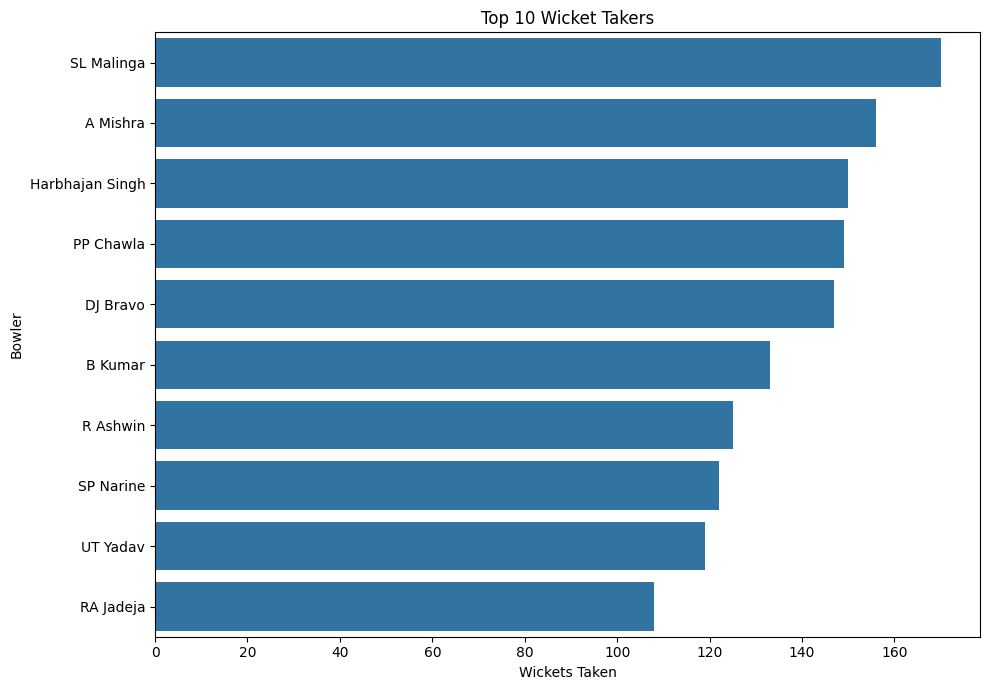 Top 10 Wicket Takers
SL Malinga
A Mishra
Harbhajan Singh
PP Chawla
DJ Bravo
B Kumar
R Ashwin
SP Narine
UT Yadav
RA Jadeja
Bowler
0 20 40 60 80 100 120 140 160
Wickets Taken